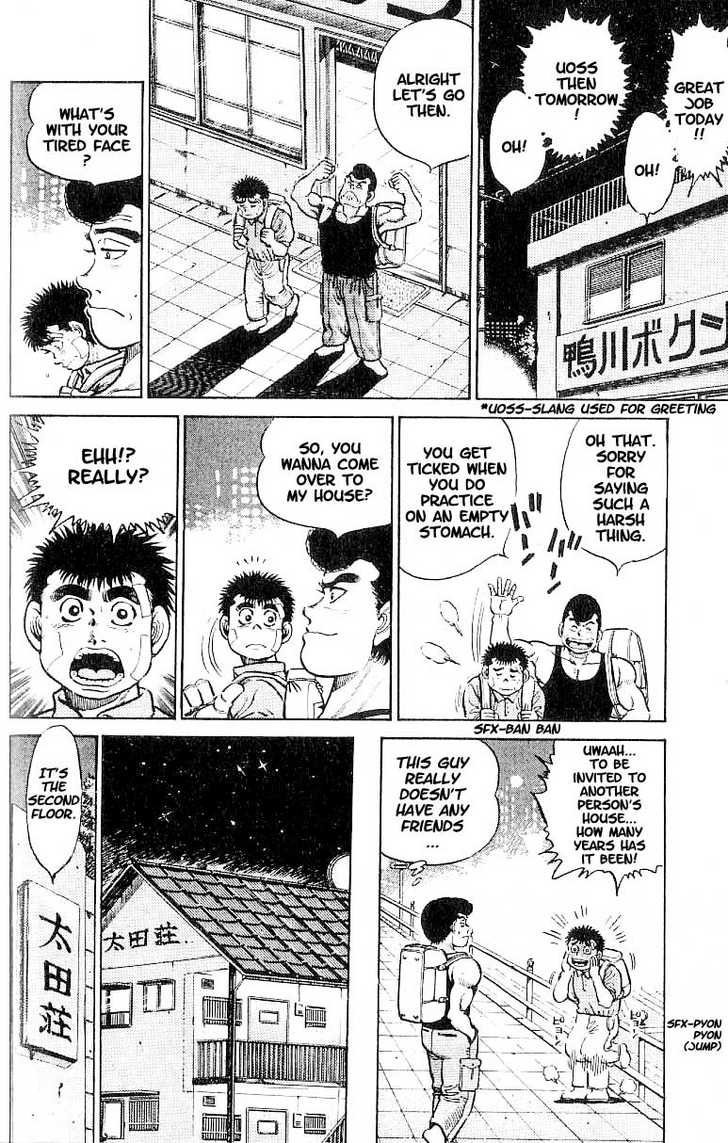 GREAT
JOB
TODAY
!!
UOSS
THEN
TOMORROW
!
OH!
OH!
鴨川ボクシ
*UOSS-SLANG USED FOR GREETING
ALRIGHT
LET'S GO
THEN.
WHAT'S
WITH YOUR
TIRED FACE
?
OH THAT.
SORRY
FOR
SAYING
SUCH A
HARSH
THING.
YOU GET
TICKED WHEN
YOU DO
PRACTICE
ON AN EMPTY
STOMACH.
SFX-BAN BAN
SO, YOU
WANNA COME
OVER TO
MY HOUSE?
EHH!?
REALLY?
UWAAH...
TO BE
INVITED TO
ANOTHER
PERSON'S
HOUSE...
HOW MANY
YEARS HAS
IT BEEN!
THIS GUY
REALLY
DOESN'T
HAVE ANY
FRIENDS
...
SFX-PYON
PYON
(JUMP)
太田荘
IT'S
THE
SECOND
FLOOR.
太田荘